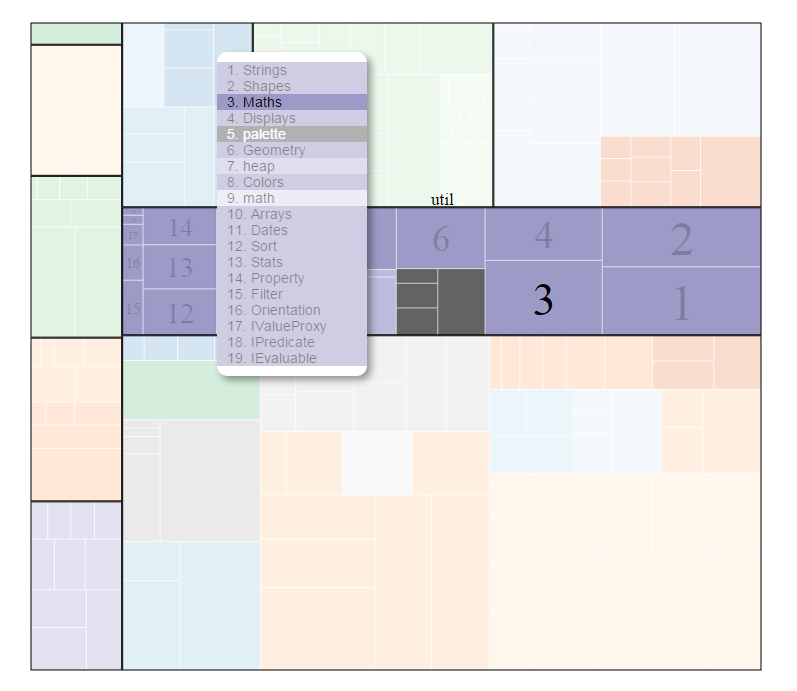 1. Strings
2. Shapes
3. Maths
4. Displays
5. palette
6. Geometry
7. heap
8. Colors
9. math
10. Arrays
11. Dates
12. Sort
13. Stats
14. Property
15. Filter
16. Orientation
17. IValueProxy
18. IPredicate
19. IEvaluable
util
17
14
6
4
2
16
13
15
12
3
1